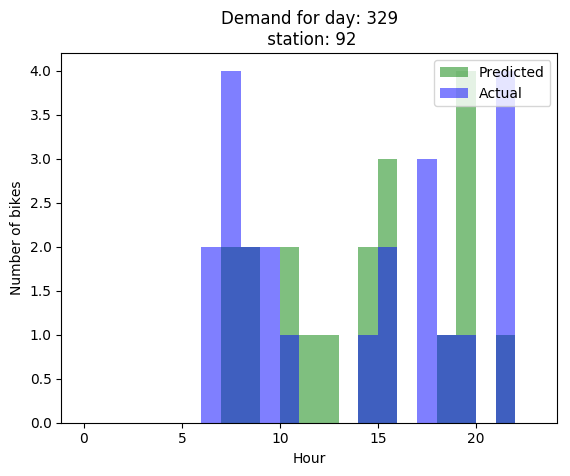 Demand for day: 329
station: 92
Predicted
Actual
4.0
3.5
3.0
2.5
2.0
1.5
1.0
0.5
0.0
Number of bikes
0 5 10 15 20
Hour